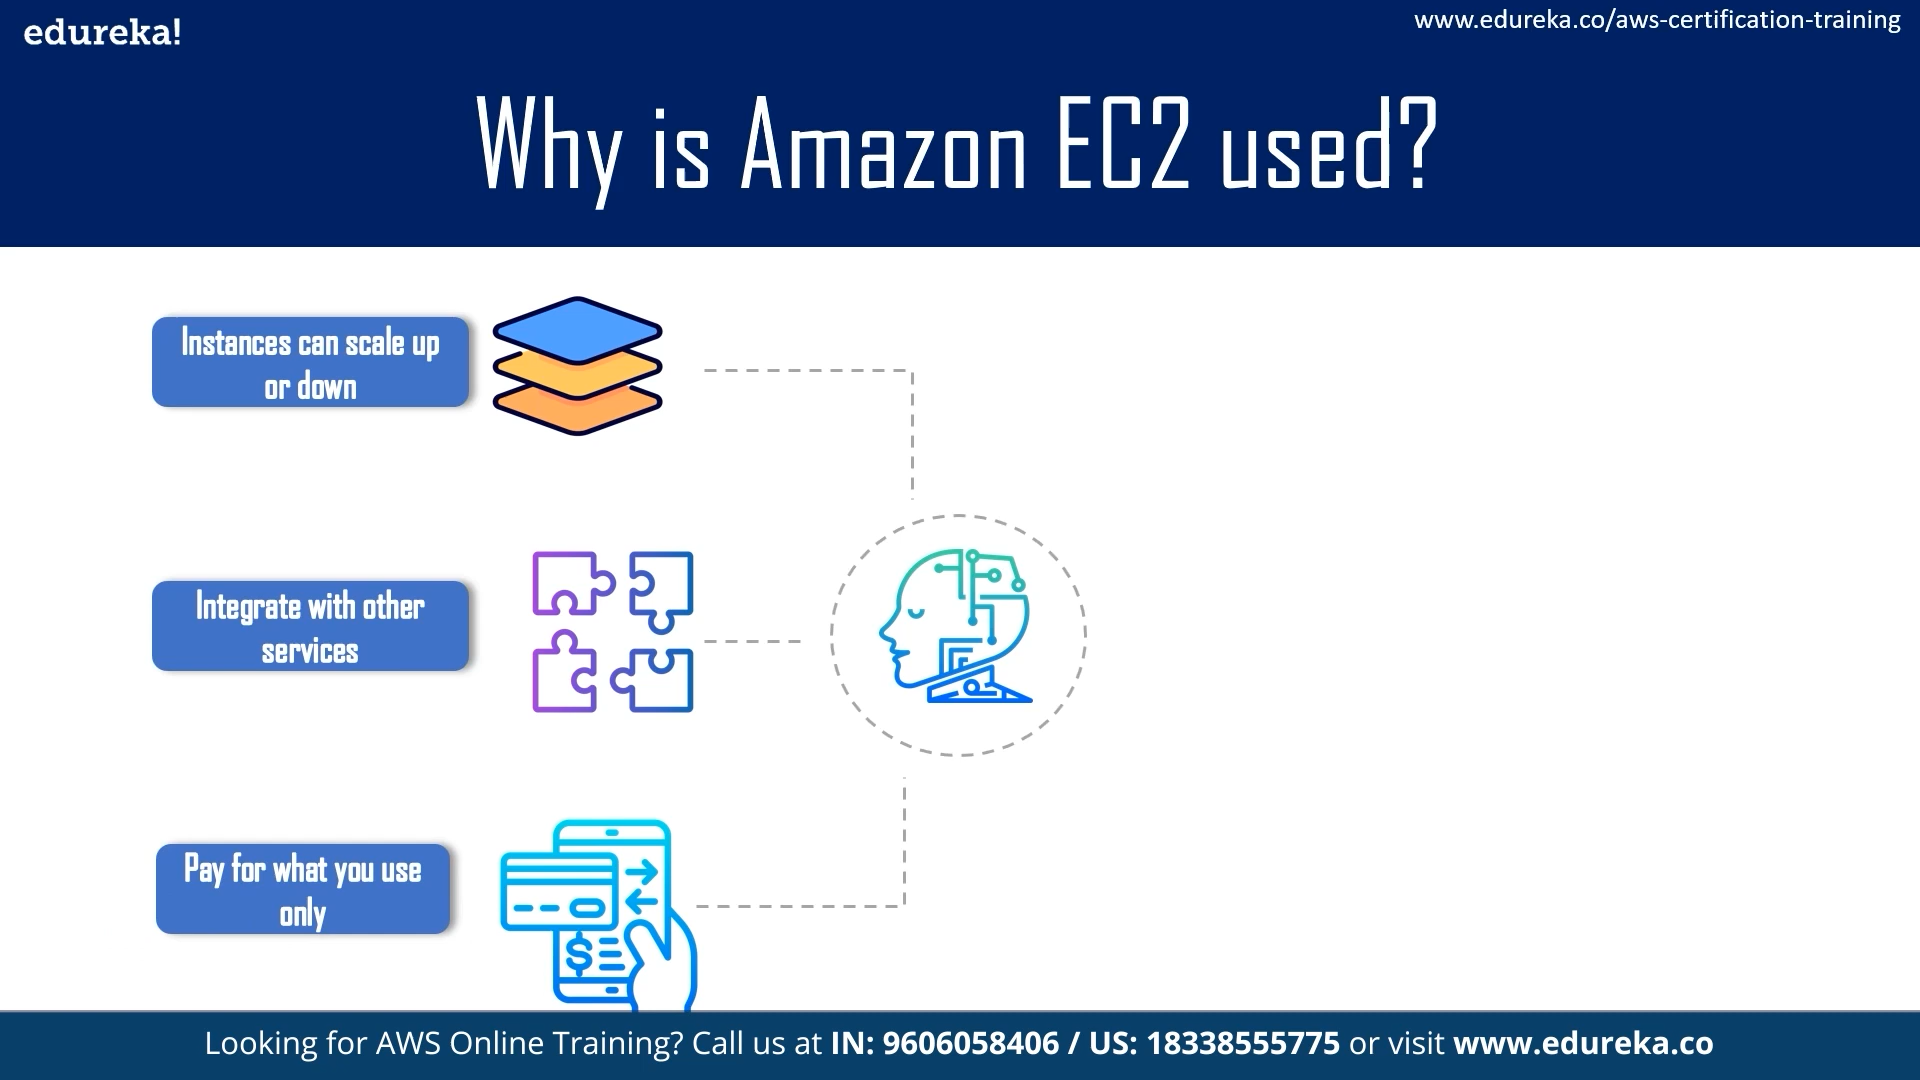 edureka!
www.edureka.co/aws-certification-training
Why is Amazon EC2 used?
Instances can scale up
or down
Integrate with other
services
Pay for what you use
only
$
Looking for AWS Online Training? Call us at IN: 9606058406 / US: 18338555775 or visit www.edureka.co